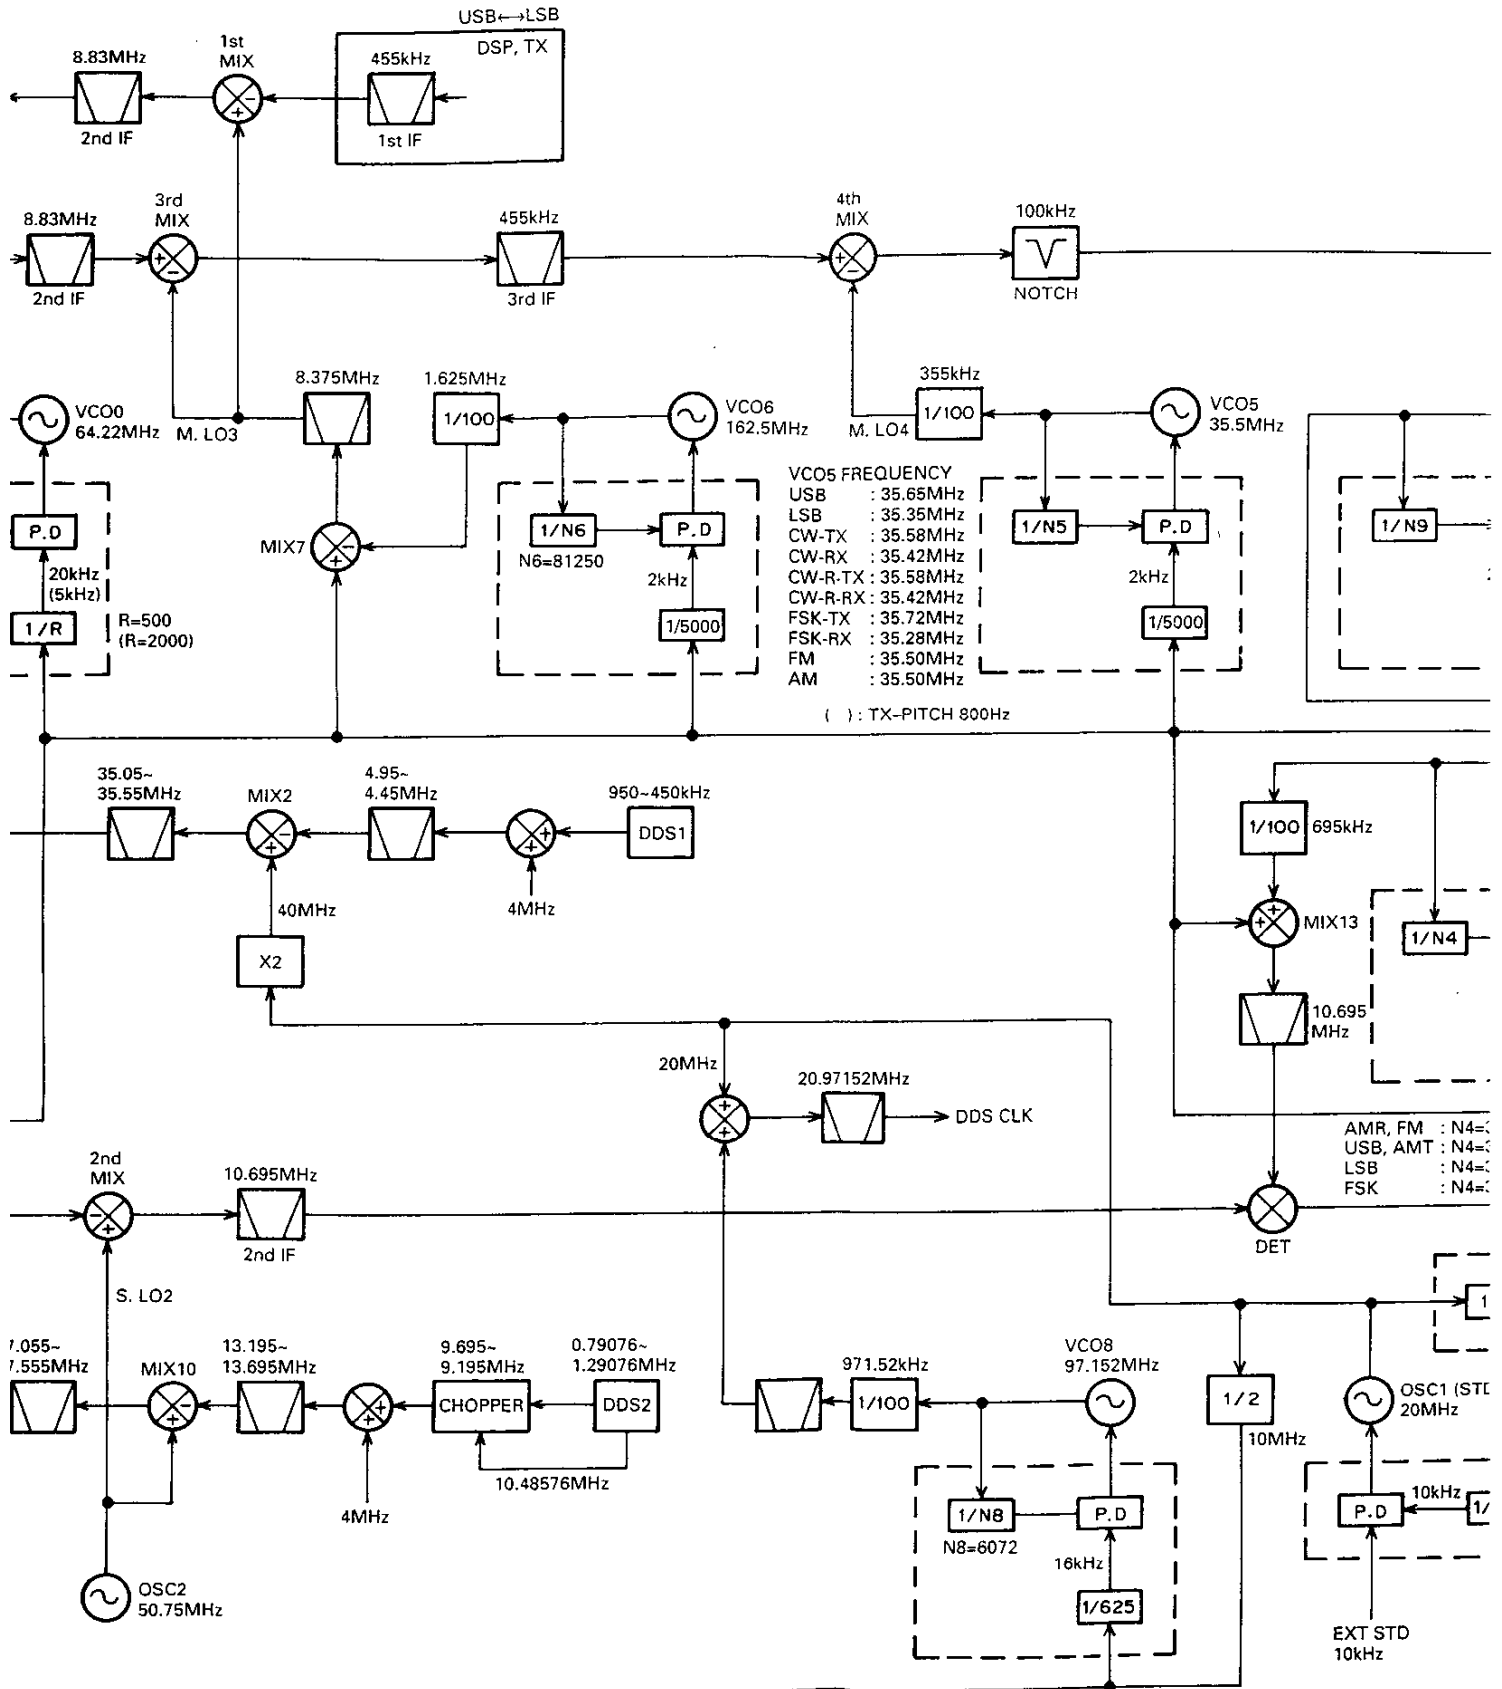 USB←→LSB
DSP, TX
1st
MIX
8.83MHz
455kHz
2nd IF
1st IF
3rd
MIX
8.83MHz
455kHz
4th
MIX
100kHz
2nd IF
3rd IF
NOTCH
VCO0
64.22MHz
M. LO3
8.375MHz
1.625MHz
1/100
VCO6
162.5MHz
355kHz
M. LO4
1/100
VCO5
35.5MHz
P.D
20kHz
(5kHz)
1/R
R=500
(R=2000)
MIX7
1/N6
P.D
N6=81250
2kHz
1/5000
VCO5 FREQUENCY
USB : 35.65MHz
LSB : 35.35MHz
CW-TX : 35.58MHz
CW-RX : 35.42MHz
CW-R-TX : 35.58MHz
CW-R-RX : 35.42MHz
FSK-TX : 35.72MHz
FSK-RX : 35.28MHz
FM : 35.50MHz
AM : 35.50MHz
( ) : TX-PITCH 800Hz
1/N5
P.D
2kHz
1/5000
1/N9
35.05~
35.55MHz
MIX2
4.95~
4.45MHz
950~450kHz
DDS1
40MHz
4MHz
X2
1/100
695kHz
MIX13
1/N4
10.695
MHz
20MHz
20.97152MHz
DDS CLK
AMR, FM : N4=
USB, AMT : N4=
LSB : N4=
FSK : N4=
2nd
MIX
10.695MHz
2nd IF
DET
S. LO2
7.055~
7.555MHz
MIX10
13.195~
13.695MHz
9.695~
9.195MHz
0.79076~
1.29076MHz
CHOPPER
DDS2
10.48576MHz
4MHz
971.52kHz
1/100
VCO8
97.152MHz
1/2
10MHz
OSC1 (STD
20MHz
1/N8
P.D
N8=6072
16kHz
1/625
P.D
10kHz
1/
EXT STD
10kHz
OSC2
50.75MHz